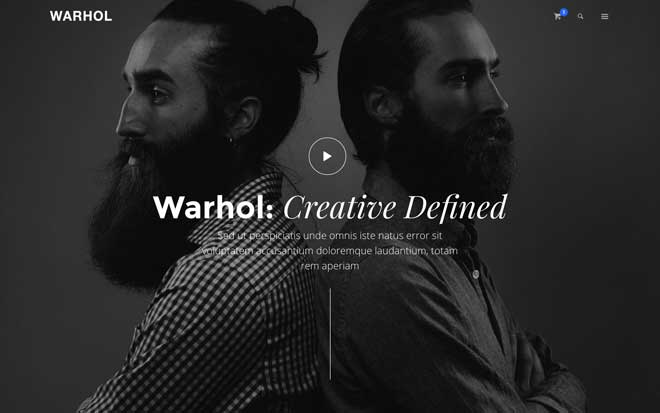 WARHOL
Warhol: Creative Defined
Sed ut perspiciatis unde omnis iste natus error sit
voluptatem accusantium doloremque laudantium, totam
rem aperiam